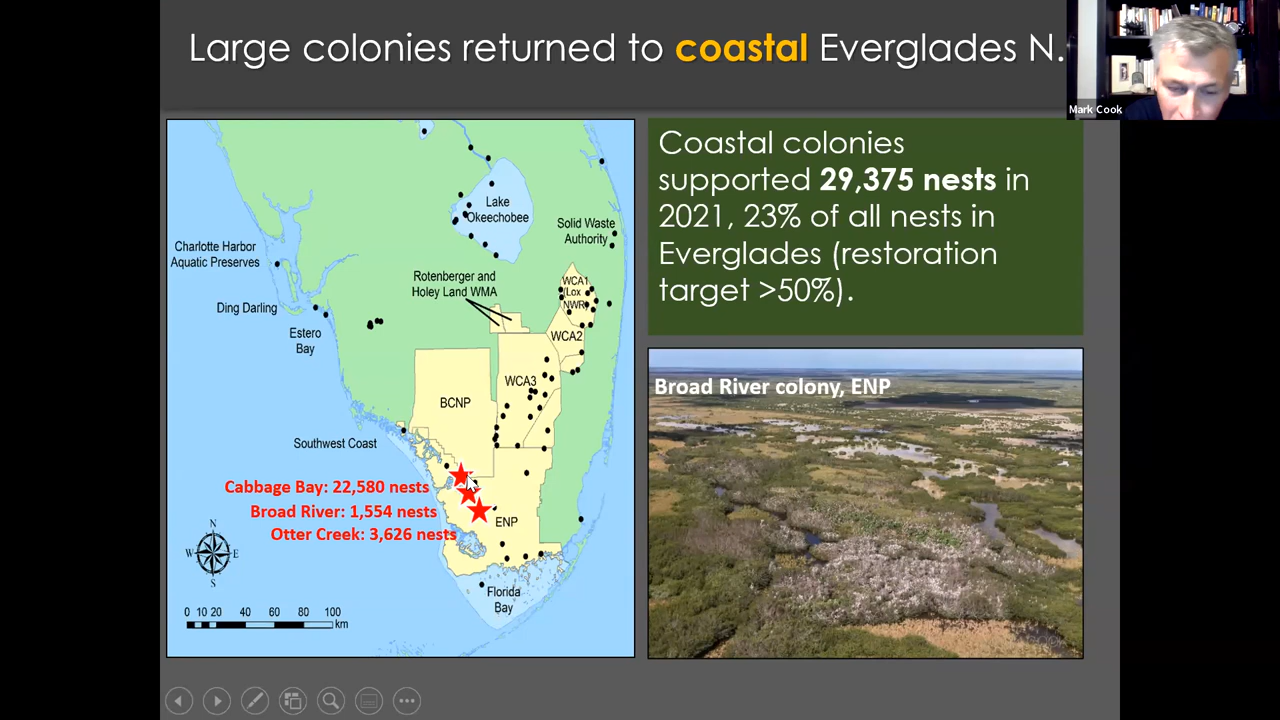 Large colonies returned to coastal Everglades N.
Mark Cook
Coastal colonies
supported 29,375 nests in
2021, 23% of all nests in
Everglades (restoration
target >50%).
Broad River colony, ENP
Lake
Okeechobee
Solid Waste
Authority
Charlotte Harbor
Aquatic Preserves
Rotenberger and
Holey Land WMA
WCA1
(Lox
NWR)
Ding Darling
Estero
Bay
WCA2
WCA3
BCNP
Southwest Coast
Cabbage Bay: 22,580 nests
Broad River: 1,554 nests
Otter Creek: 3,626 nests
ENP
N
W
E
S
Florida
Bay
0 10 20 40 60 80 100
km